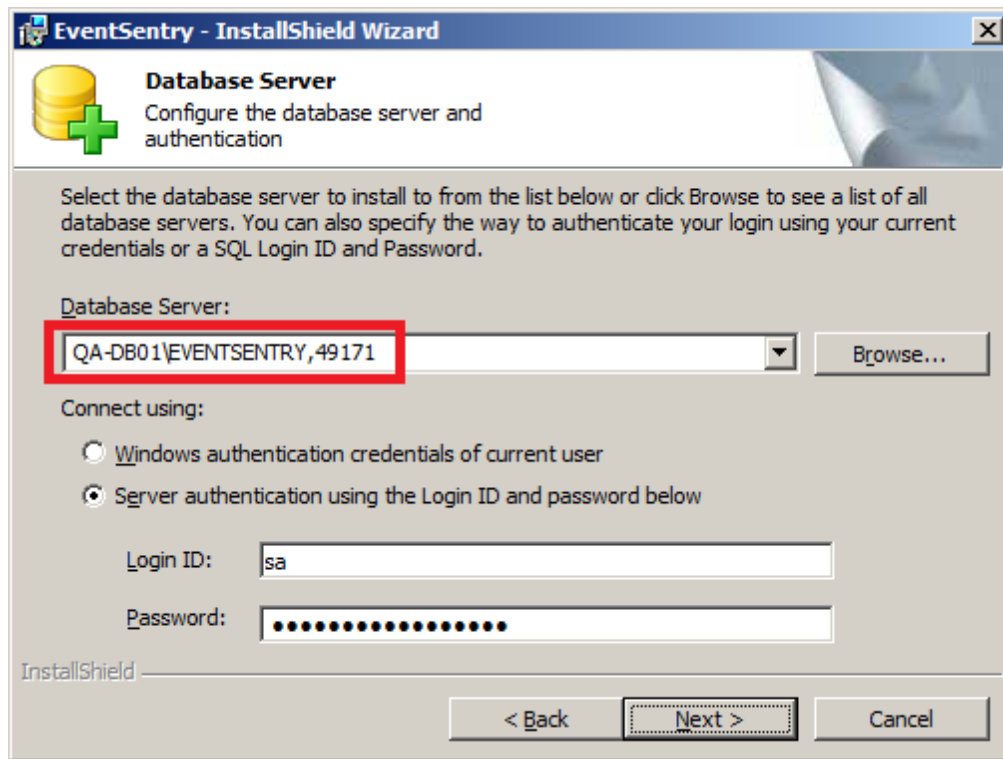 EventSentry - InstallShield Wizard
Database Server
Configure the database server and
authentication
Select the database server to install to from the list below or click Browse to see a list of all
database servers. You can also specify the way to authenticate your login using your current
credentials or a SQL Login ID and Password.
Database Server:
QA-DB01\EVENTSENTRY,49171
Browse...
Connect using:
Windows authentication credentials of current user
Server authentication using the Login ID and password below
Login ID:
sa
Password:
•••••••••••••••••
InstallShield
< Back
Next >
Cancel